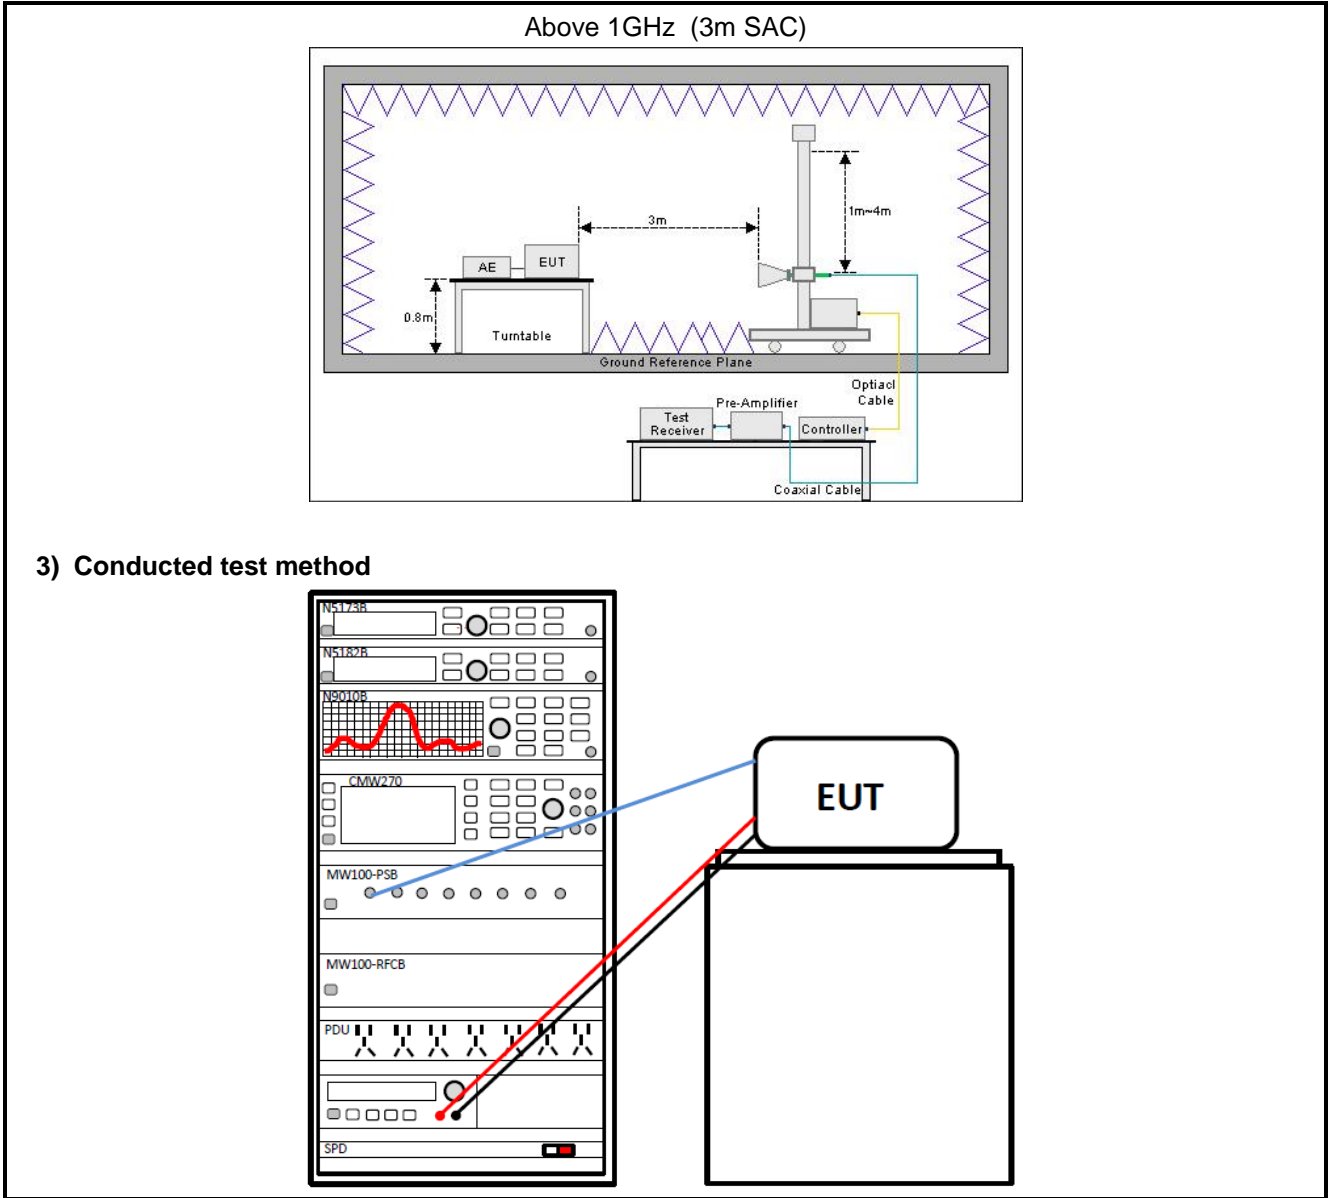 Above 1GHz (3m SAC)
3m
1m~4m
AE
EUT
0.8m
Turntable
Ground Reference Plane
Optiacl
Cable
Pre-Amplifier
Test
Receiver
Controller
Coaxial Cable
3) Conducted test method
N5173B
N5182B
N9010B
CMW270
EUT
MW100-PSB
MW100-RFCB
PDU
SPD